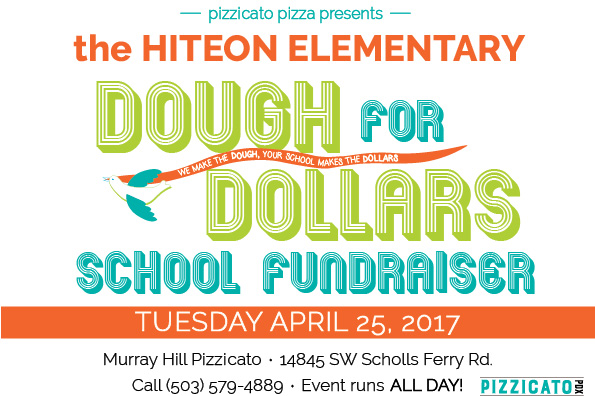 pizzicato pizza presents
the HITEON ELEMENTARY
DOUGH FOR
WE MAKE THE DOUGH, YOUR SCHOOL MAKES THE DOLLARS
DOLLARS
SCHOOL FUNDRAISER
TUESDAY APRIL 25, 2017
Murray Hill Pizzicato • 14845 SW Scholls Ferry Rd.
Call (503) 579-4889 • Event runs ALL DAY!
PIZZICATO PDX